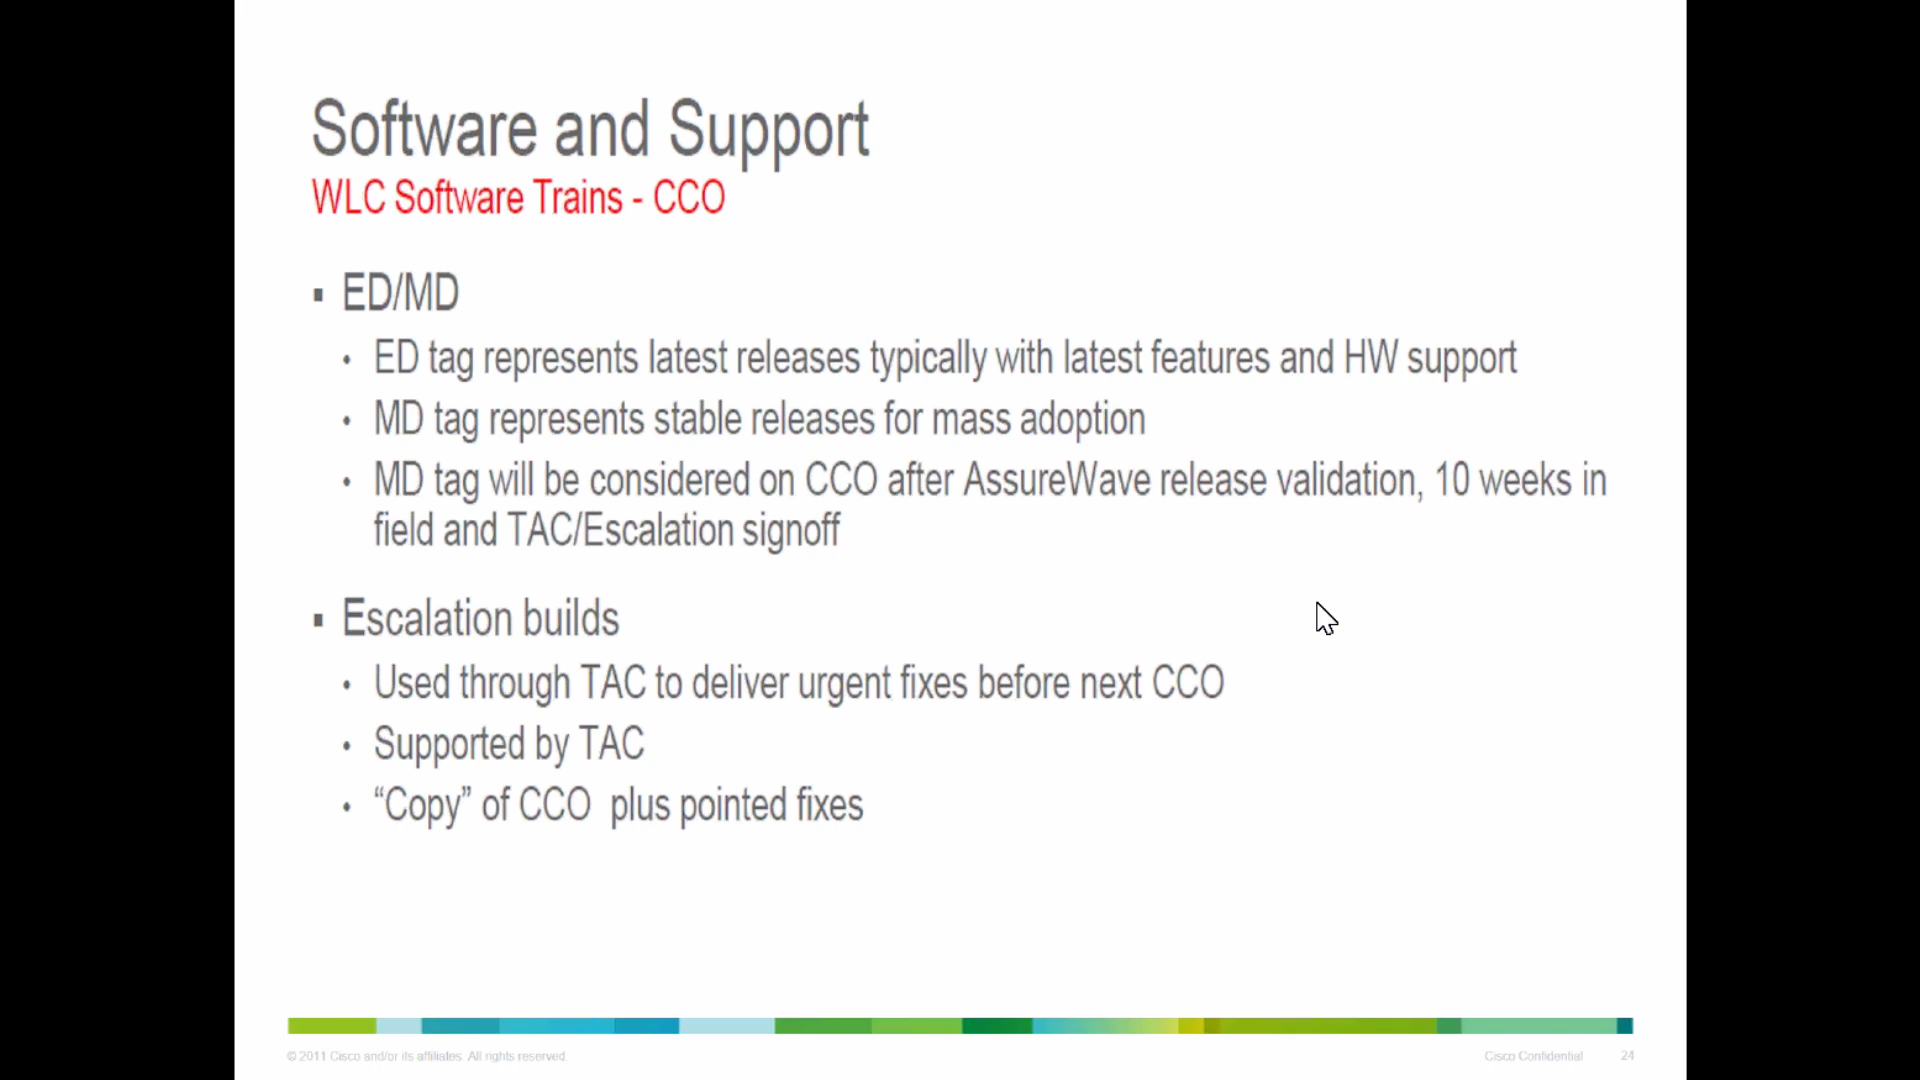 Software and Support
WLC Software Trains - CCO
▪ ED/MD
• ED tag represents latest releases typically with latest features and HW support
• MD tag represents stable releases for mass adoption
• MD tag will be considered on CCO after AssureWave release validation, 10 weeks in
field and TAC/Escalation signoff
▪ Escalation builds
• Used through TAC to deliver urgent fixes before next CCO
• Supported by TAC
• “Copy” of CCO  plus pointed fixes
© 2011 Cisco and/or its affiliates. All rights reserved.
Cisco Confidential 24